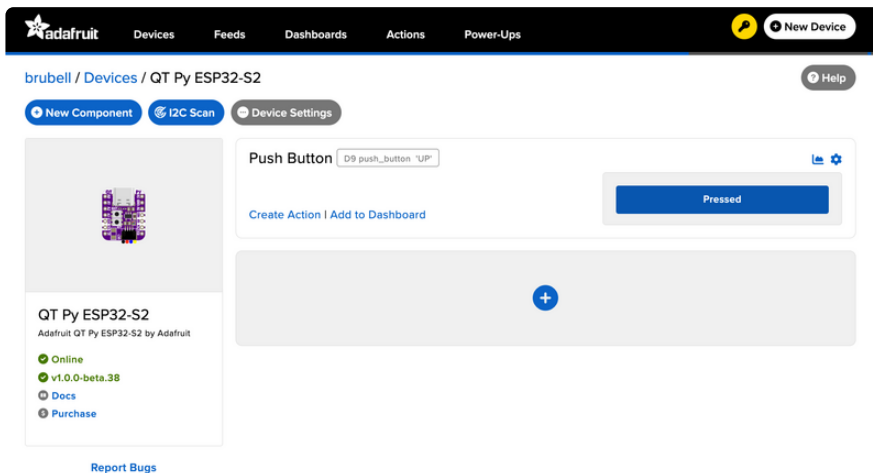 adafruit Devices Feeds Dashboards Actions Power-Ups New Device
brubell / Devices / QT Py ESP32-S2 Help
New Component I2C Scan Device Settings
Push Button D9 push_button 'UP'
Pressed
Create Action | Add to Dashboard
QT Py ESP32-S2
Adafruit QT Py ESP32-S2 by Adafruit
Online
v1.0.0-beta.38
Docs
Purchase
Report Bugs